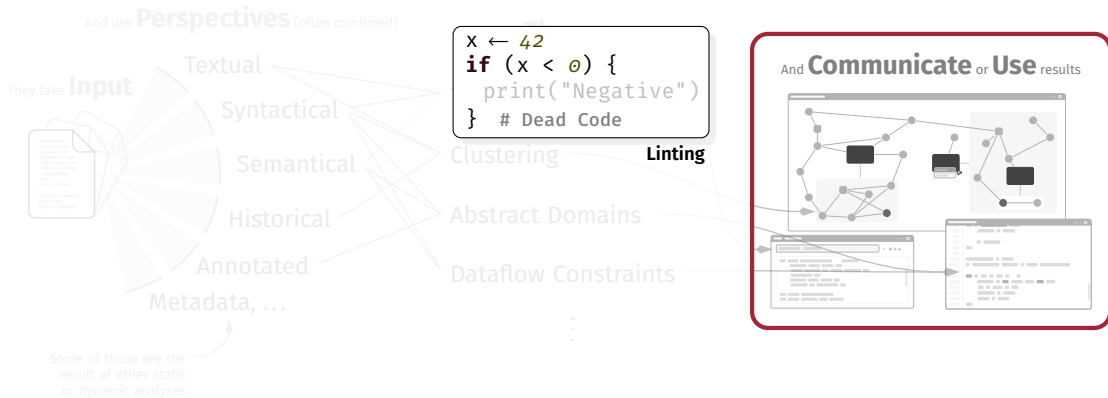 And use Perspectives (often combined)
They take Input
Textual
Syntactical
Semantical
Historical
Annotated
Metadata, …
Some of those are the
result of other static
or dynamic analyses
x ← 42
if (x < 0) {
print("Negative")
} # Dead Code
Linting
Clustering
Abstract Domains
Dataflow Constraints
⋮
And Communicate or Use results